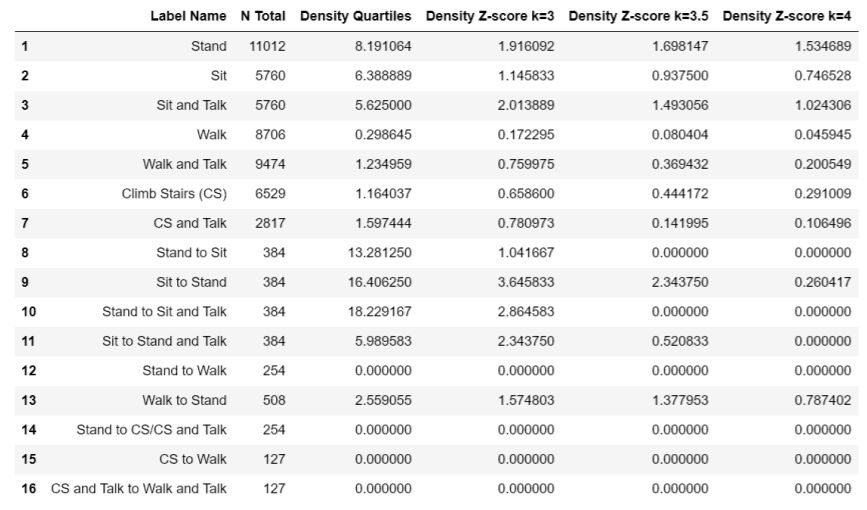 Label Name N Total Density Quartiles Density Z-score k=3 Density Z-score k=3.5 Density Z-score k=4
1 Stand 11012 8.191064 1.916092 1.698147 1.534689
2 Sit 5760 6.388889 1.145833 0.937500 0.746528
3 Sit and Talk 5760 5.625000 2.013889 1.493056 1.024306
4 Walk 8706 0.298645 0.172295 0.080404 0.045945
5 Walk and Talk 9474 1.234959 0.759975 0.369432 0.200549
6 Climb Stairs (CS) 6529 1.164037 0.658600 0.444172 0.291009
7 CS and Talk 2817 1.597444 0.780973 0.141995 0.106496
8 Stand to Sit 384 13.281250 1.041667 0.000000 0.000000
9 Sit to Stand 384 16.406250 3.645833 2.343750 0.260417
10 Stand to Sit and Talk 384 18.229167 2.864583 0.000000 0.000000
11 Sit to Stand and Talk 384 5.989583 2.343750 0.520833 0.000000
12 Stand to Walk 254 0.000000 0.000000 0.000000 0.000000
13 Walk to Stand 508 2.559055 1.574803 1.377953 0.787402
14 Stand to CS/CS and Talk 254 0.000000 0.000000 0.000000 0.000000
15 CS to Walk 127 0.000000 0.000000 0.000000 0.000000
16 CS and Talk to Walk and Talk 127 0.000000 0.000000 0.000000 0.000000